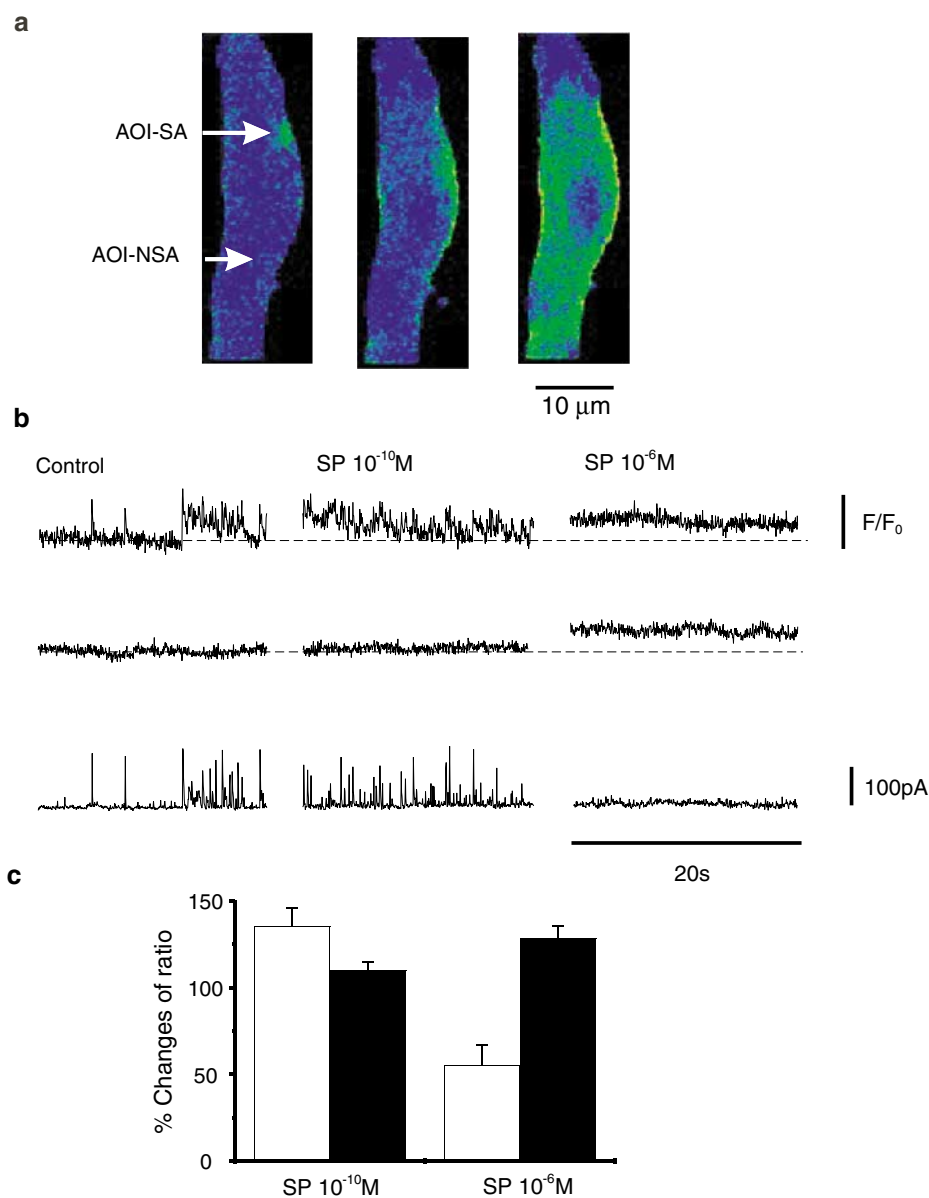 a
AOI-SA
AOI-NSA
10 μm
b
Control
SP 10⁻¹⁰M
SP 10⁻⁶M
F/F₀
100pA
20s
c
% Changes of ratio
150
100
50
0
SP 10⁻¹⁰M
SP 10⁻⁶M